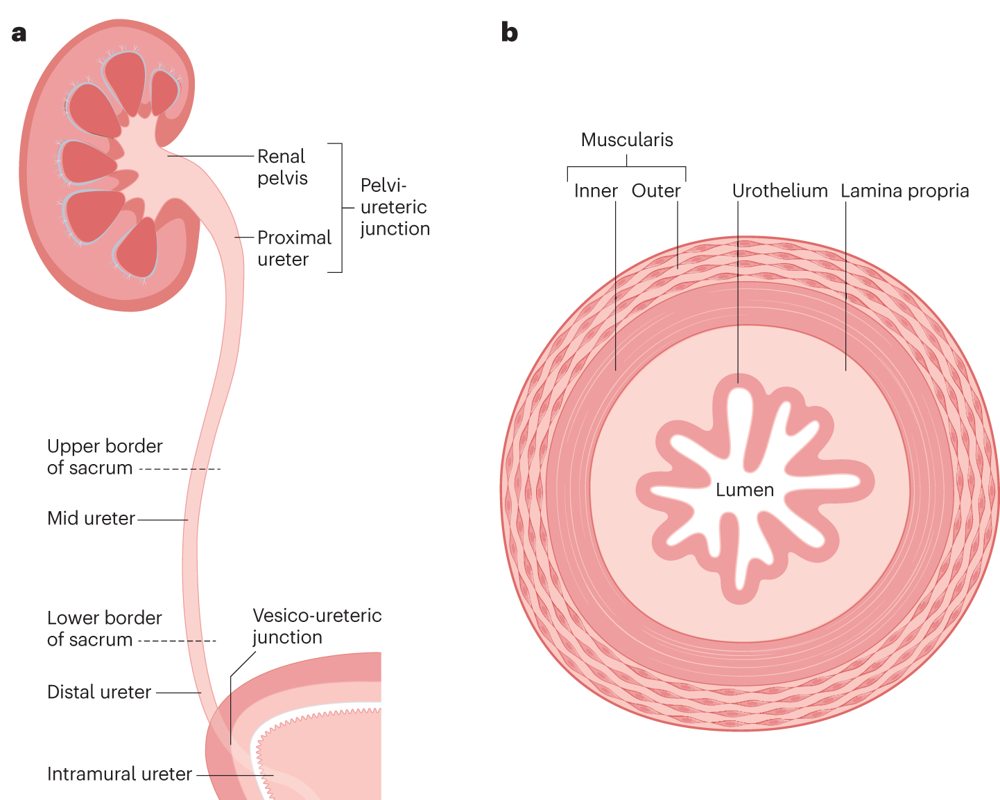 a
Renal
pelvis
Pelvi-
ureteric
junction
Proximal
ureter
Upper border
of sacrum
Mid ureter
Lower border
of sacrum
Vesico-ureteric
junction
Distal ureter
Intramural ureter
b
Muscularis
Inner Outer Urothelium Lamina propria
Lumen